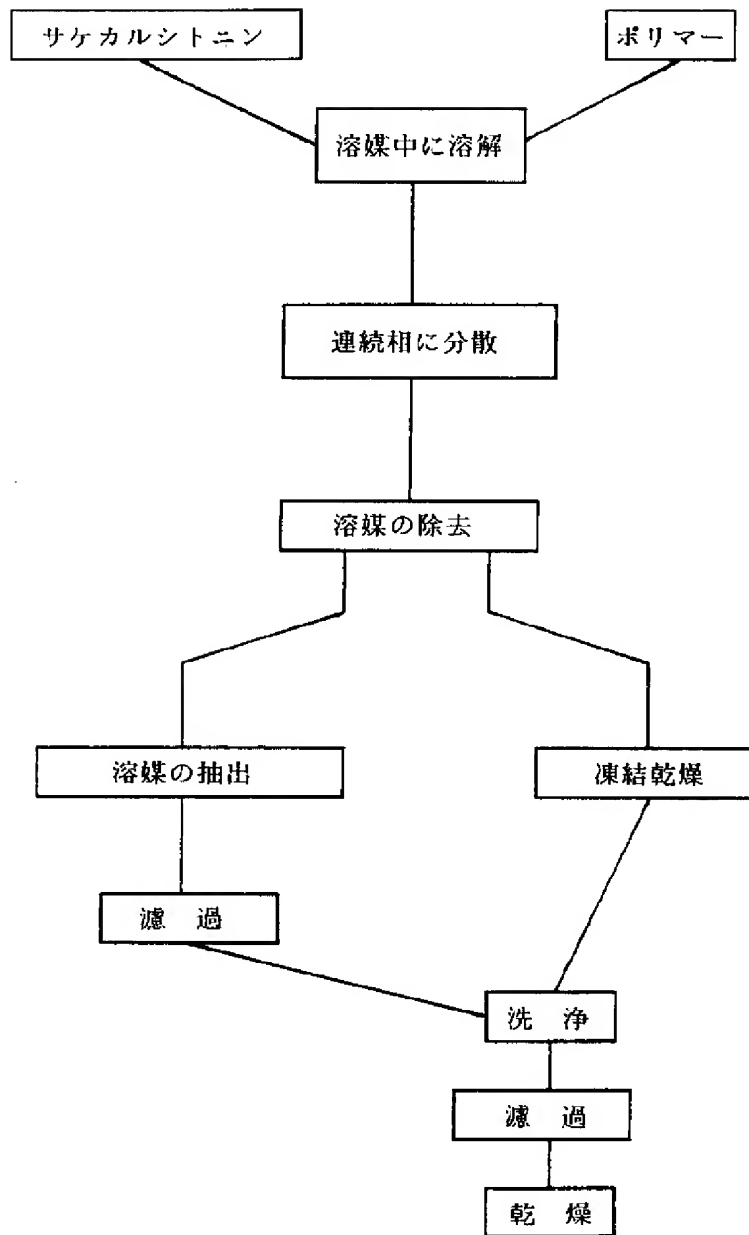 サケカルシトニン
ポリマー
溶媒中に溶解
連続相に分散
溶媒の除去
溶媒の抽出
凍結乾燥
濾 過
洗 浄
濾 過
乾 燥